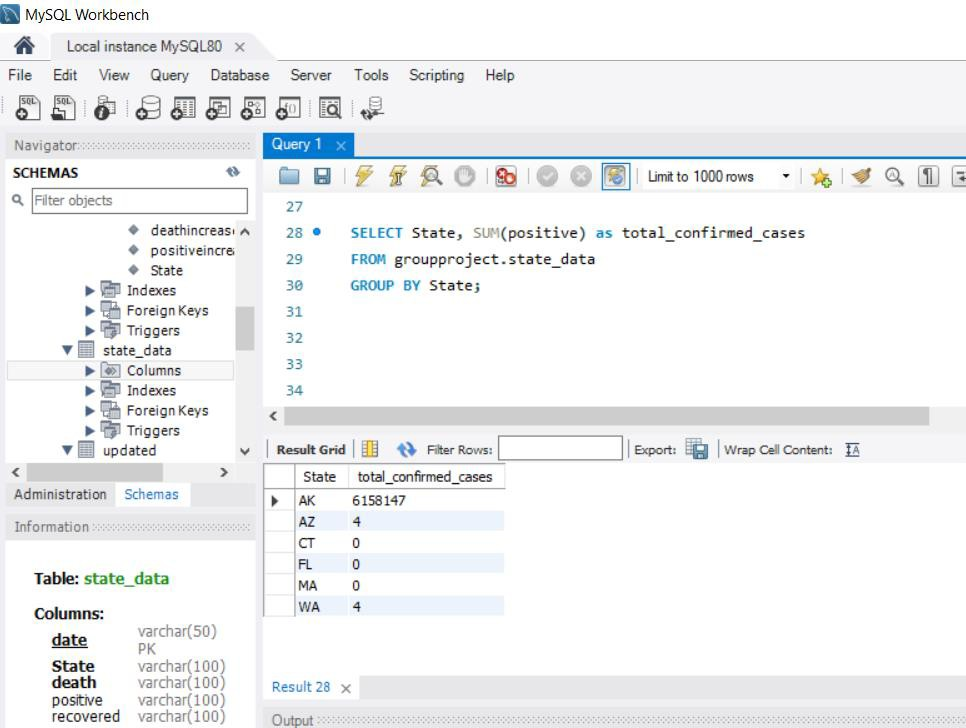 MySQL Workbench
Local instance MySQL80
File Edit View Query Database Server Tools Scripting Help
SQL SQL
Navigator
SCHEMAS
Filter objects
deathincrease
positiveincrea
State
Indexes
Foreign Keys
Triggers
state_data
Columns
Indexes
Foreign Keys
Triggers
updated
Administration Schemas
Information
Table: state_data
Columns:
date varchar(50)
PK
State varchar(100)
death varchar(100)
positive varchar(100)
recovered varchar(100)
Query 1
Limit to 1000 rows
27
28 SELECT State, SUM(positive) as total_confirmed_cases
29 FROM groupproject.state_data
30 GROUP BY State;
31
32
33
34
Result Grid Filter Rows: Export: Wrap Cell Content:
State total_confirmed_cases
AK 6158147
AZ 4
CT 0
FL 0
MA 0
WA 4
Result 28
Output